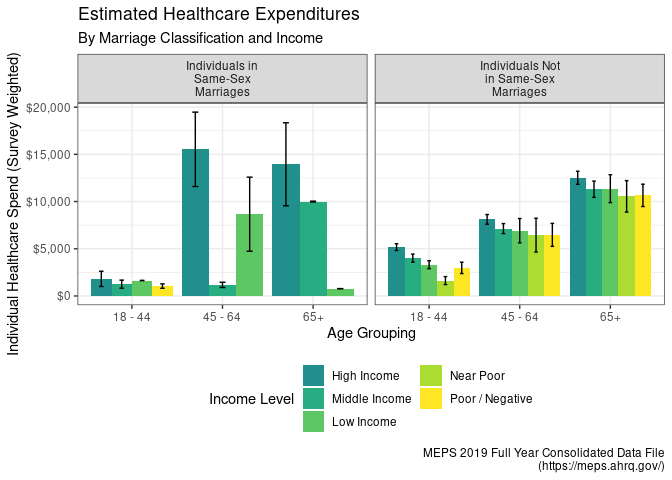 Estimated Healthcare Expenditures
By Marriage Classification and Income
Individuals in
Same-Sex
Marriages
Individuals Not
in Same-Sex
Marriages
Individual Healthcare Spend (Survey Weighted)
$20,000
$15,000
$10,000
$5,000
$0
18 - 44
45 - 64
65+
18 - 44
45 - 64
65+
Age Grouping
Income Level
High Income
Middle Income
Low Income
Near Poor
Poor / Negative
MEPS 2019 Full Year Consolidated Data File
(https://meps.ahrq.gov/)